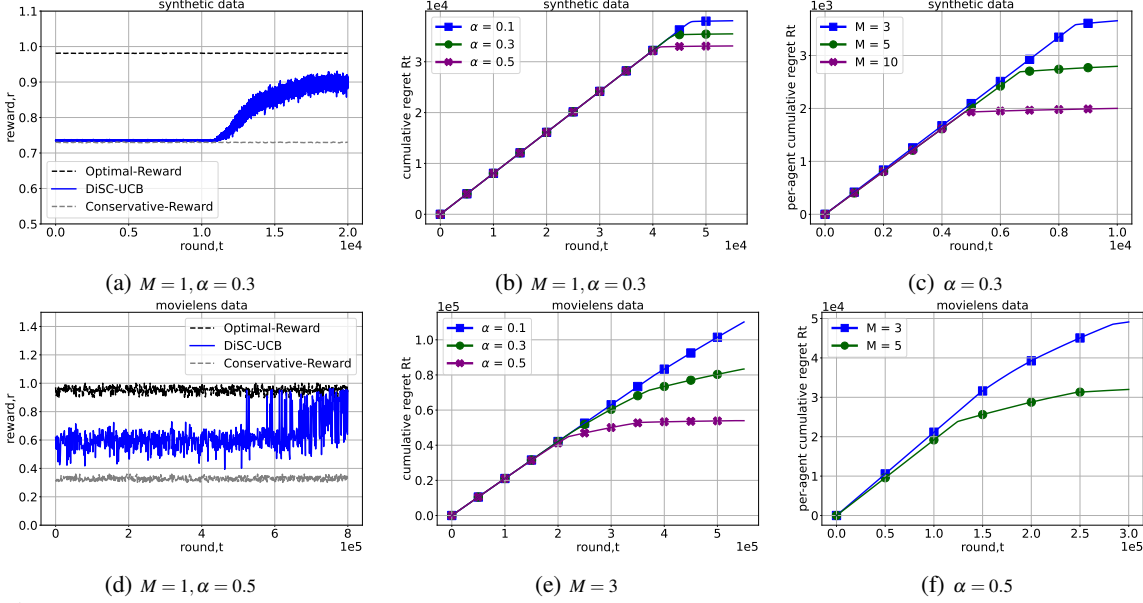 synthetic data
1.1
1.0
0.9
0.8
0.7
0.6
0.5
reward,r
Optimal-Reward
DiSC-UCB
Conservative-Reward
0.0
0.5
1.0
1.5
2.0
round,t
1e4
(a) M = 1, α = 0.3
synthetic data
1e4
3
2
1
0
cumulative regret Rt
α = 0.1
α = 0.3
α = 0.5
0
1
2
3
4
5
round,t
1e4
(b) M = 1, α = 0.3
synthetic data
1e3
3
2
1
0
per-agent cumulative regret Rt
M = 3
M = 5
M = 10
0.0
0.2
0.4
0.6
0.8
1.0
round,t
1e4
(c) α = 0.3
movielens data
1.4
1.2
1.0
0.8
0.6
0.4
0.2
0.0
reward,r
Optimal-Reward
DiSC-UCB
Conservative-Reward
0
2
4
6
8
round,t
1e5
(d) M = 1, α = 0.5
movielens data
1e5
1.0
0.8
0.6
0.4
0.2
0.0
cumulative regret Rt
α = 0.1
α = 0.3
α = 0.5
0
1
2
3
4
5
round,t
1e5
(e) M = 3
movielens data
1e4
5
4
3
2
1
0
per-agent cumulative regret Rt
M = 3
M = 5
0.0
0.5
1.0
1.5
2.0
2.5
3.0
round,t
1e5
(f) α = 0.5